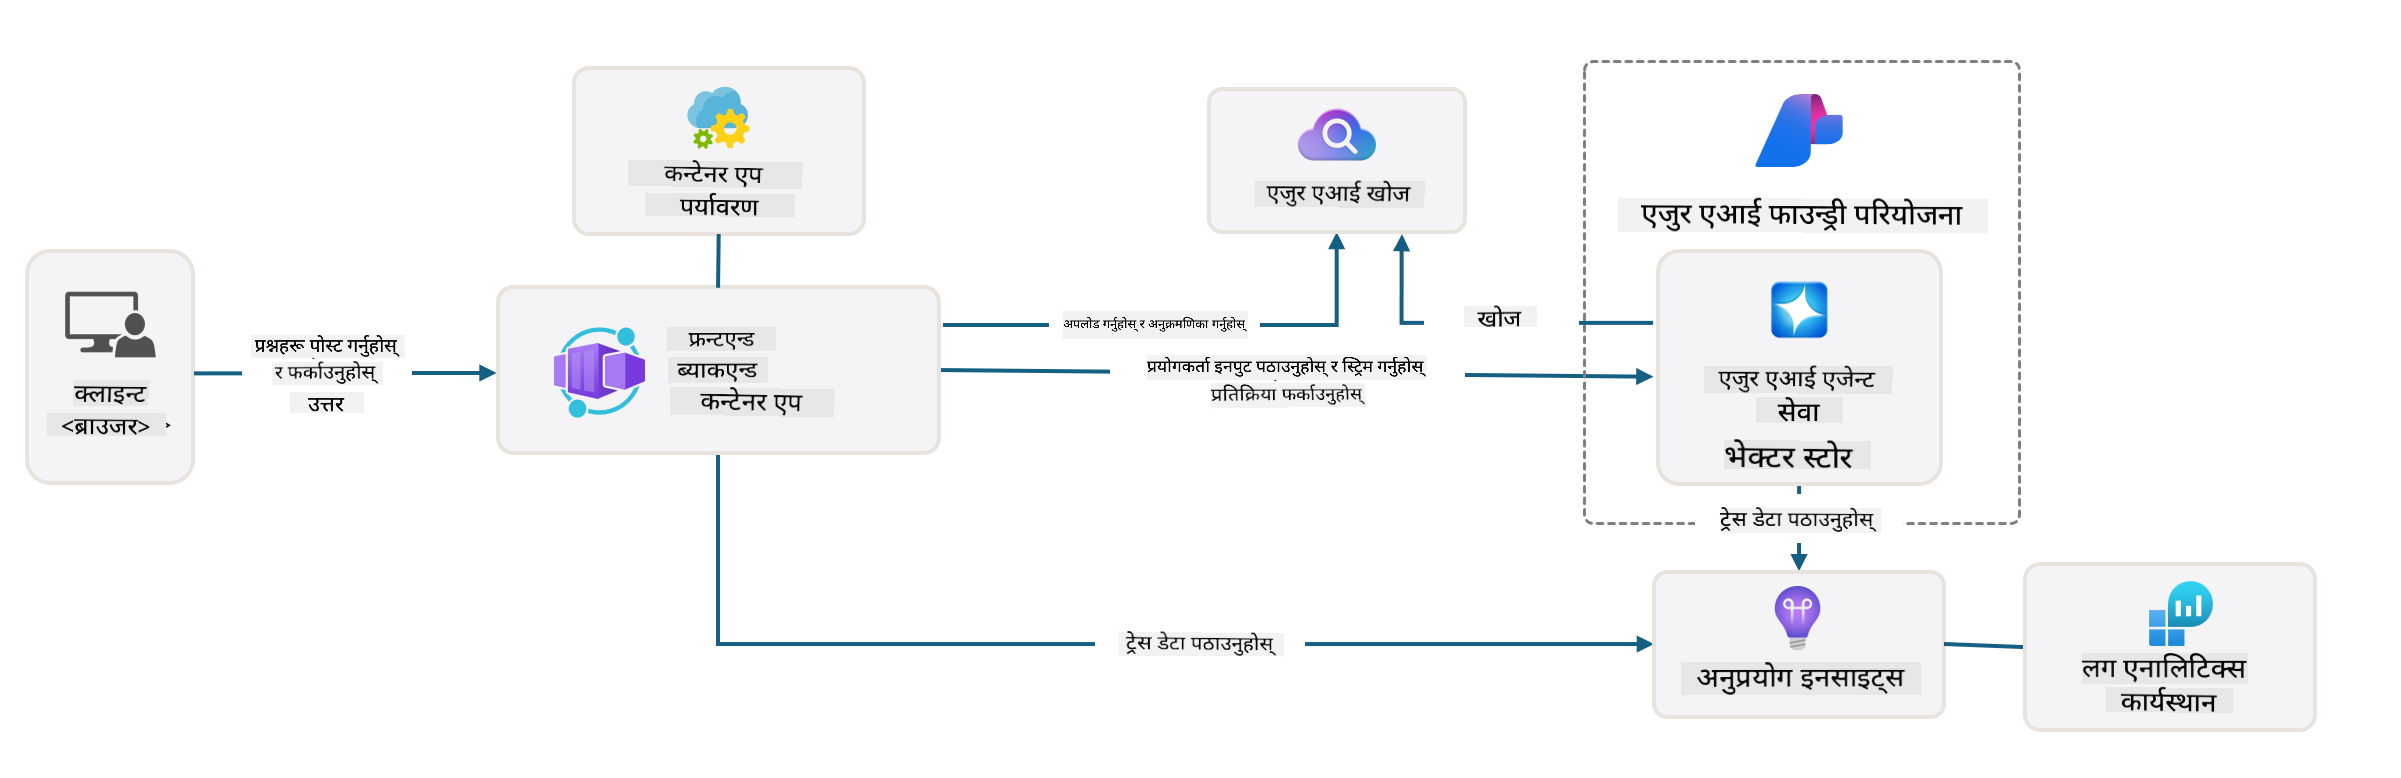 कन्टेनर एप
पर्यावरण
एजुर एआई खोज
एजुर एआई फाउन्ड्री परियोजना
क्लाइन्ट
<ब्राउजर>
प्रश्नहरू पोस्ट गर्नुहोस्
र फर्काउनुहोस्
उत्तर
फ्रन्टएन्ड
ब्याकएन्ड
कन्टेनर एप
अपलोड गर्नुहोस् र अनुक्रमणिका गर्नुहोस्
खोज
प्रयोगकर्ता इनपुट पठाउनुहोस् र स्ट्रिम गर्नुहोस्
प्रतिक्रिया फर्काउनुहोस्
एजुर एआई एजेन्ट
सेवा
भेक्टर स्टोर
ट्रेस डेटा पठाउनुहोस्
ट्रेस डेटा पठाउनुहोस्
अनुप्रयोग इनसाइट्स
लग एनालिटिक्स
कार्यस्थान